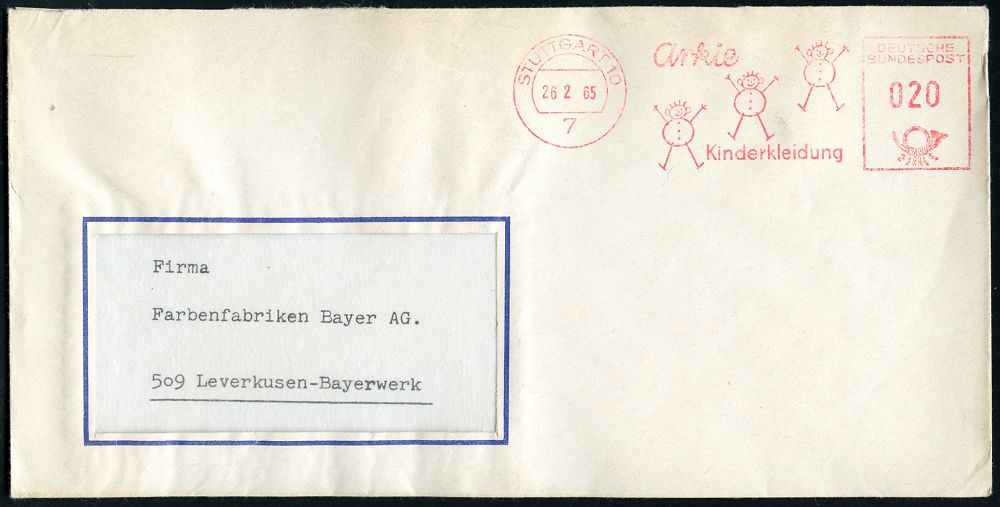 STUTTGART 10
26 2 65
7
arkie
Kinderkleidung
DEUTSCHE
BUNDESPOST
020
Firma
Farbenfabriken Bayer AG.
509 Leverkusen-Bayerwerk